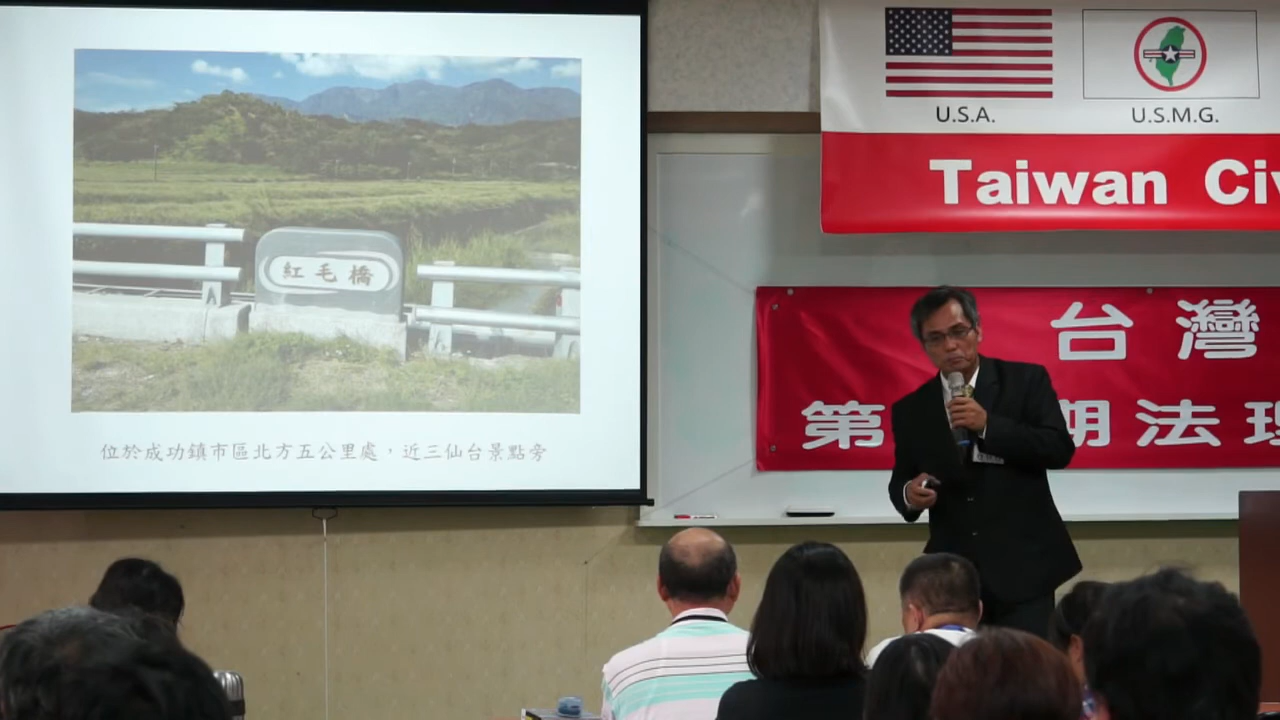 紅毛橋
位於成功鎮市區北方五公里處，近三仙台景點旁
U.S.A.
U.S.M.G.
Taiwan Civ
台灣
第 期法理